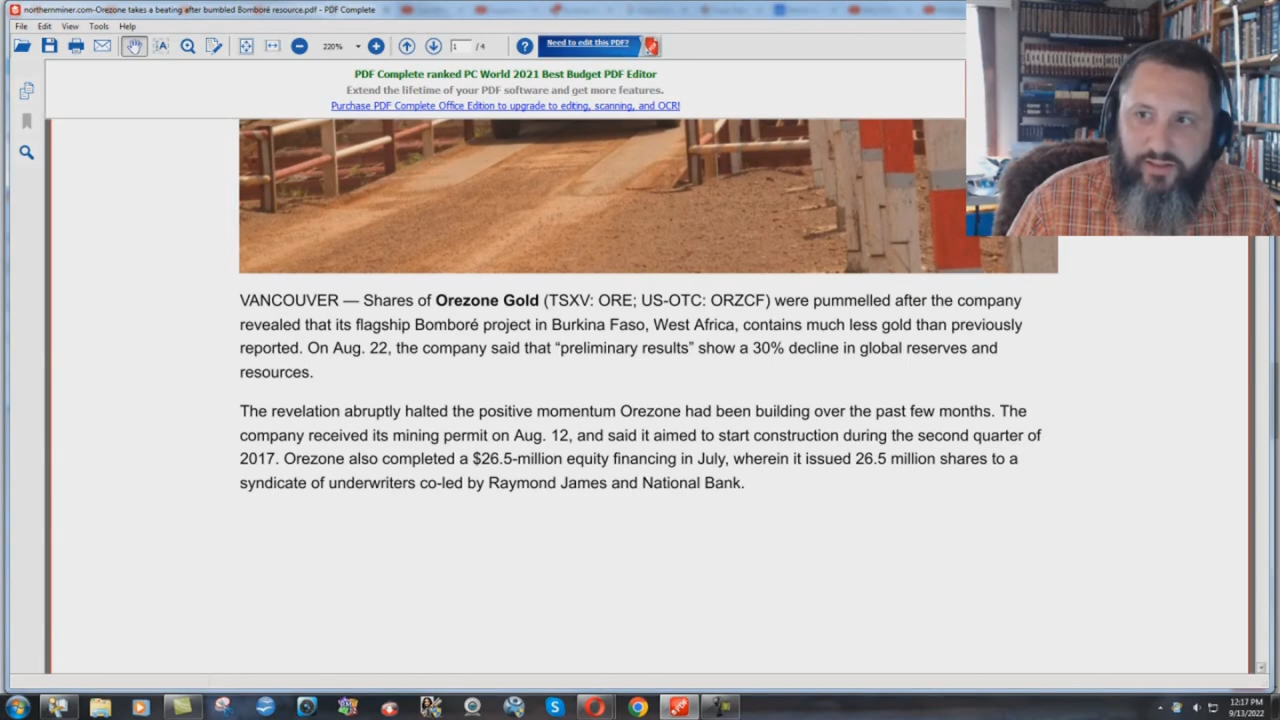 northernminer.com-Orezone takes a beating after bumbled Bomboré resource.pdf - PDF Complete
File Edit View Tools Help
220% 1 / 4 Need to edit this PDF?
PDF Complete ranked PC World 2021 Best Budget PDF Editor
Extend the lifetime of your PDF software and get more features.
Purchase PDF Complete Office Edition to upgrade to editing, scanning, and OCR!
VANCOUVER — Shares of Orezone Gold (TSXV: ORE; US-OTC: ORZCF) were pummelled after the company
revealed that its flagship Bomboré project in Burkina Faso, West Africa, contains much less gold than previously
reported. On Aug. 22, the company said that “preliminary results” show a 30% decline in global reserves and
resources.
The revelation abruptly halted the positive momentum Orezone had been building over the past few months. The
company received its mining permit on Aug. 12, and said it aimed to start construction during the second quarter of
2017. Orezone also completed a $26.5-million equity financing in July, wherein it issued 26.5 million shares to a
syndicate of underwriters co-led by Raymond James and National Bank.
12:17 PM
9/13/2022